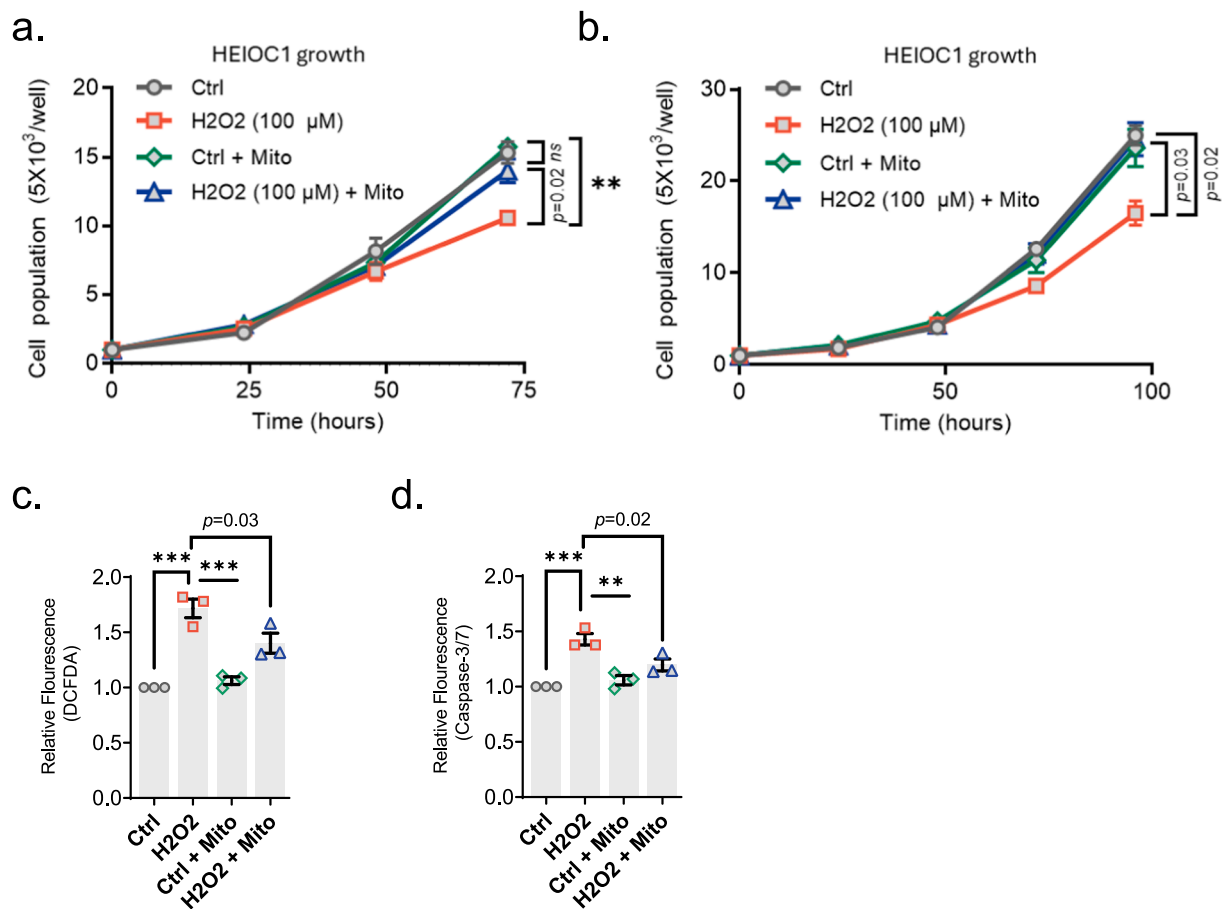 a.
HEIOC1 growth
Cell population (5X10³/well)
20
15
10
5
0
Ctrl
H2O2 (100 µM)
Ctrl + Mito
H2O2 (100 µM) + Mito
ns
p=0.02
**
0
25
50
75
Time (hours)
b.
HEIOC1 growth
Cell population (5X10³/well)
30
20
10
0
Ctrl
H2O2 (100 µM)
Ctrl + Mito
H2O2 (100 µM) + Mito
p=0.03
p=0.02
0
50
100
Time (hours)
c.
p=0.03
***
***
Relative Flourescence
(DCFDA)
2.0
1.5
1.0
0.5
0.0
Ctrl
H2O2
Ctrl + Mito
H2O2 + Mito
d.
p=0.02
***
**
Relative Flourescence
(Caspase-3/7)
2.0
1.5
1.0
0.5
0.0
Ctrl
H2O2
Ctrl + Mito
H2O2 + Mito